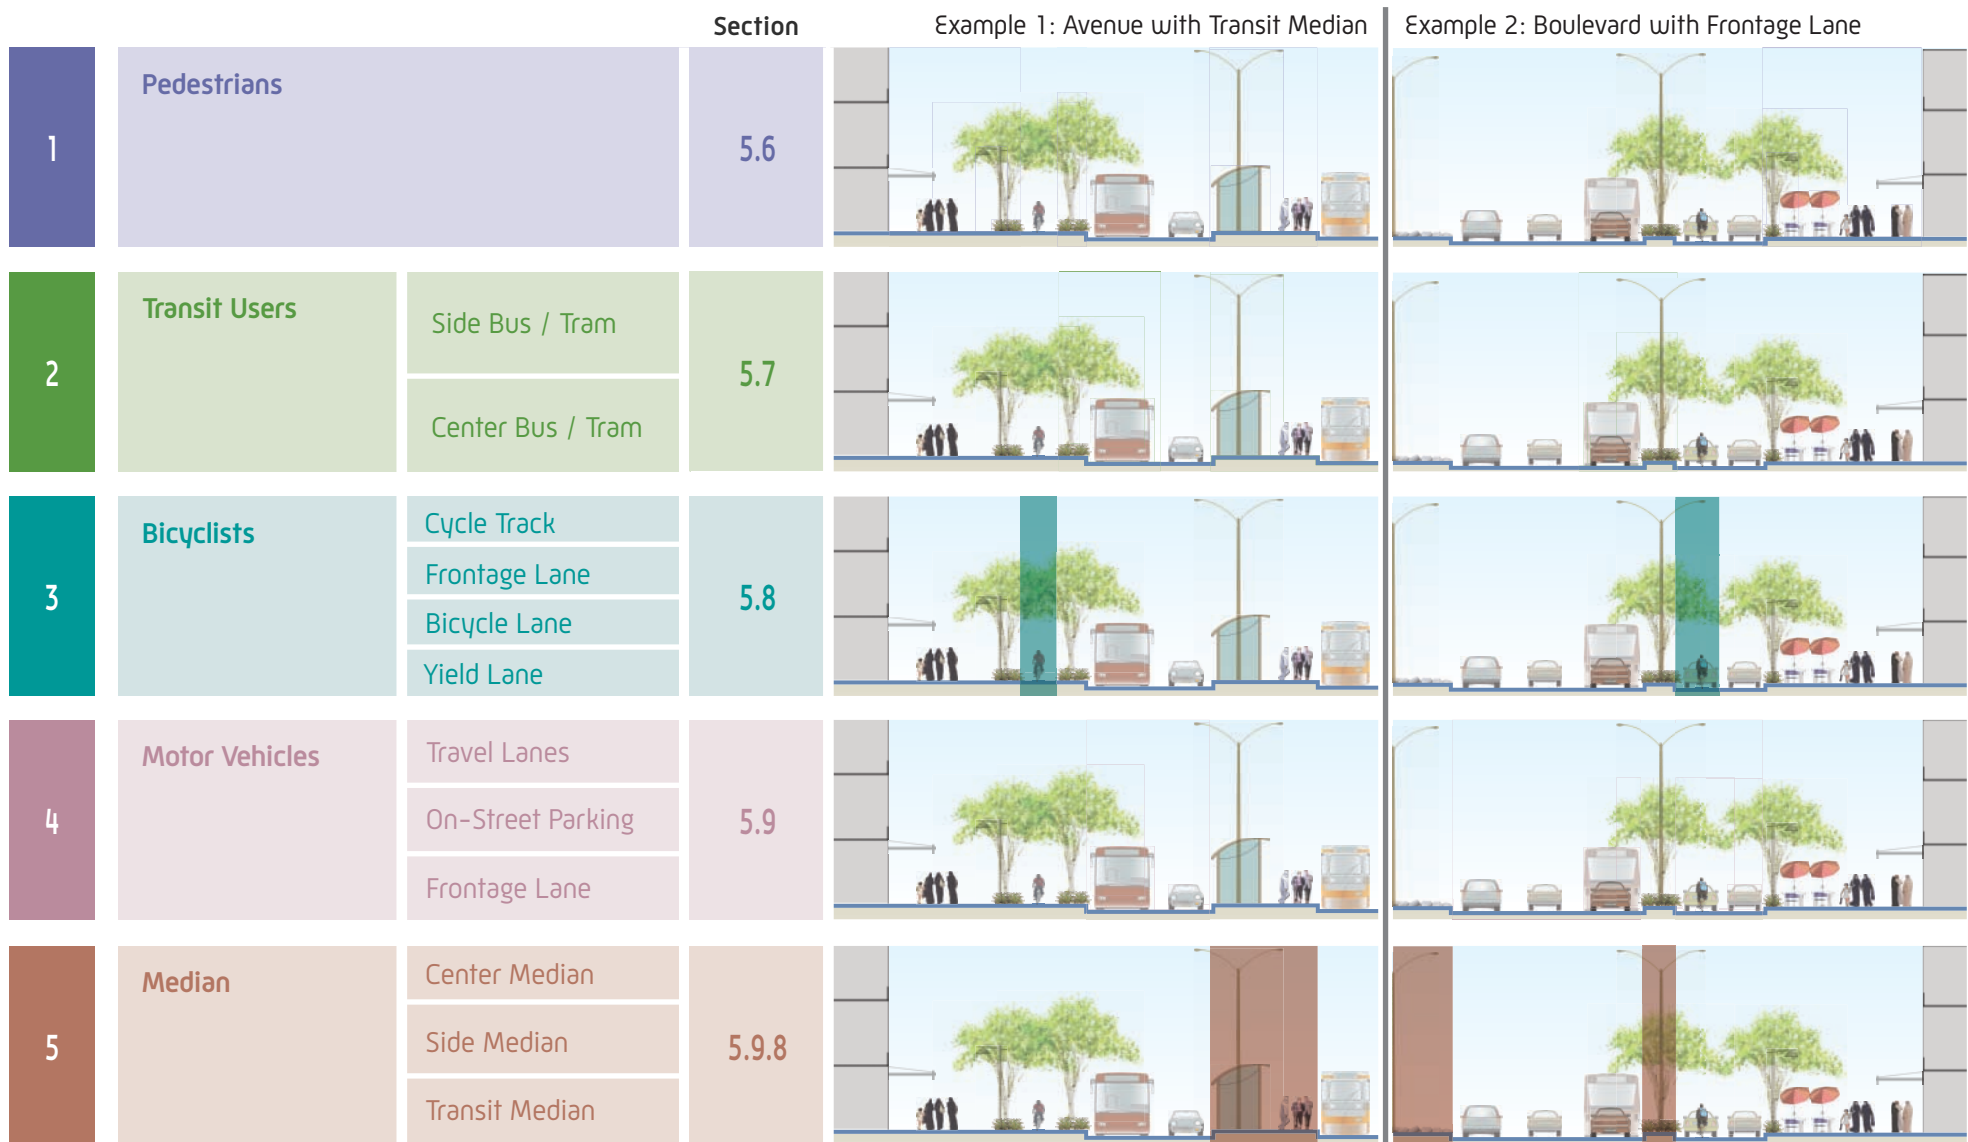 Section
Example 1: Avenue with Transit Median
Example 2: Boulevard with Frontage Lane
1
Pedestrians
5.6
2
Transit Users
Side Bus / Tram
Center Bus / Tram
5.7
3
Bicyclists
Cycle Track
Frontage Lane
Bicycle Lane
Yield Lane
5.8
4
Motor Vehicles
Travel Lanes
On-Street Parking
Frontage Lane
5.9
5
Median
Center Median
Side Median
Transit Median
5.9.8